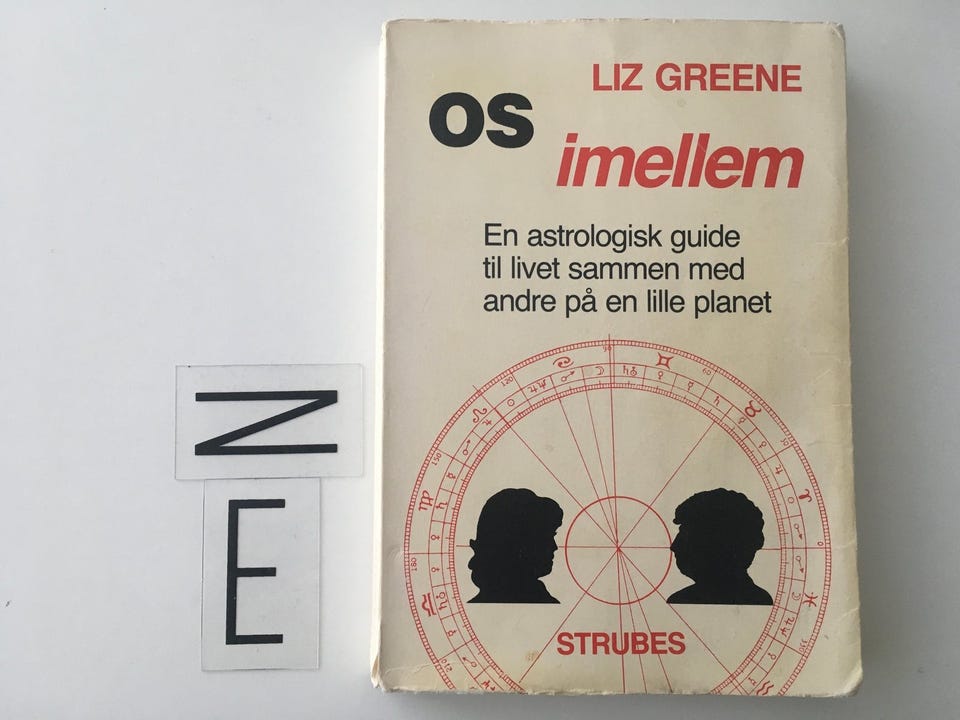 LIZ GREENE
os
imellem
En astrologisk guide
til livet sammen med
andre på en lille planet
STRUBES
Z
E